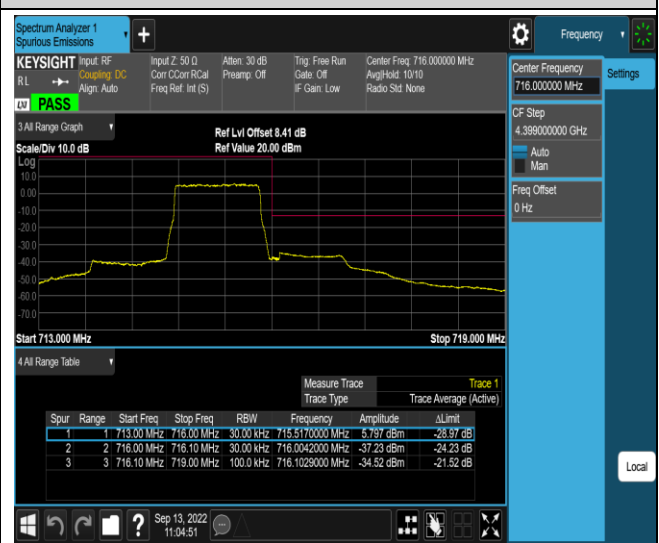 Spectrum Analyzer 1
Spurious Emissions
Frequency
KEYSIGHT Input: RF Input Z: 50 Ω Atten: 30 dB Trig: Free Run Center Freq: 716.000000 MHz
RL Coupling: DC Corr CCorr RCal Preamp: Off Gate: Off Avg|Hold: 10/10
Align: Auto Freq Ref: Int (S) IF Gain: Low Radio Std: None
LXI PASS
3 All Range Graph
Ref Lvl Offset 8.41 dB
Scale/Div 10.0 dB Ref Value 20.00 dBm
Log
10.0
0.00
-10.0
-20.0
-30.0
-40.0
-50.0
-60.0
-70.0
Start 713.000 MHz Stop 719.000 MHz
4 All Range Table
Measure Trace Trace 1
Trace Type Trace Average (Active)
Spur Range Start Freq Stop Freq RBW Frequency Amplitude ΔLimit
1 1 713.00 MHz 716.00 MHz 30.00 kHz 715.5170000 MHz 5.797 dBm -28.97 dB
2 2 716.00 MHz 716.10 MHz 30.00 kHz 716.0042000 MHz -37.23 dBm -24.23 dB
3 3 716.10 MHz 719.00 MHz 100.0 kHz 716.1029000 MHz -34.52 dBm -21.52 dB
Sep 13, 2022
11:04:51
Center Frequency
716.000000 MHz
Settings
CF Step
4.399000000 GHz
Auto
Man
Freq Offset
0 Hz
Local